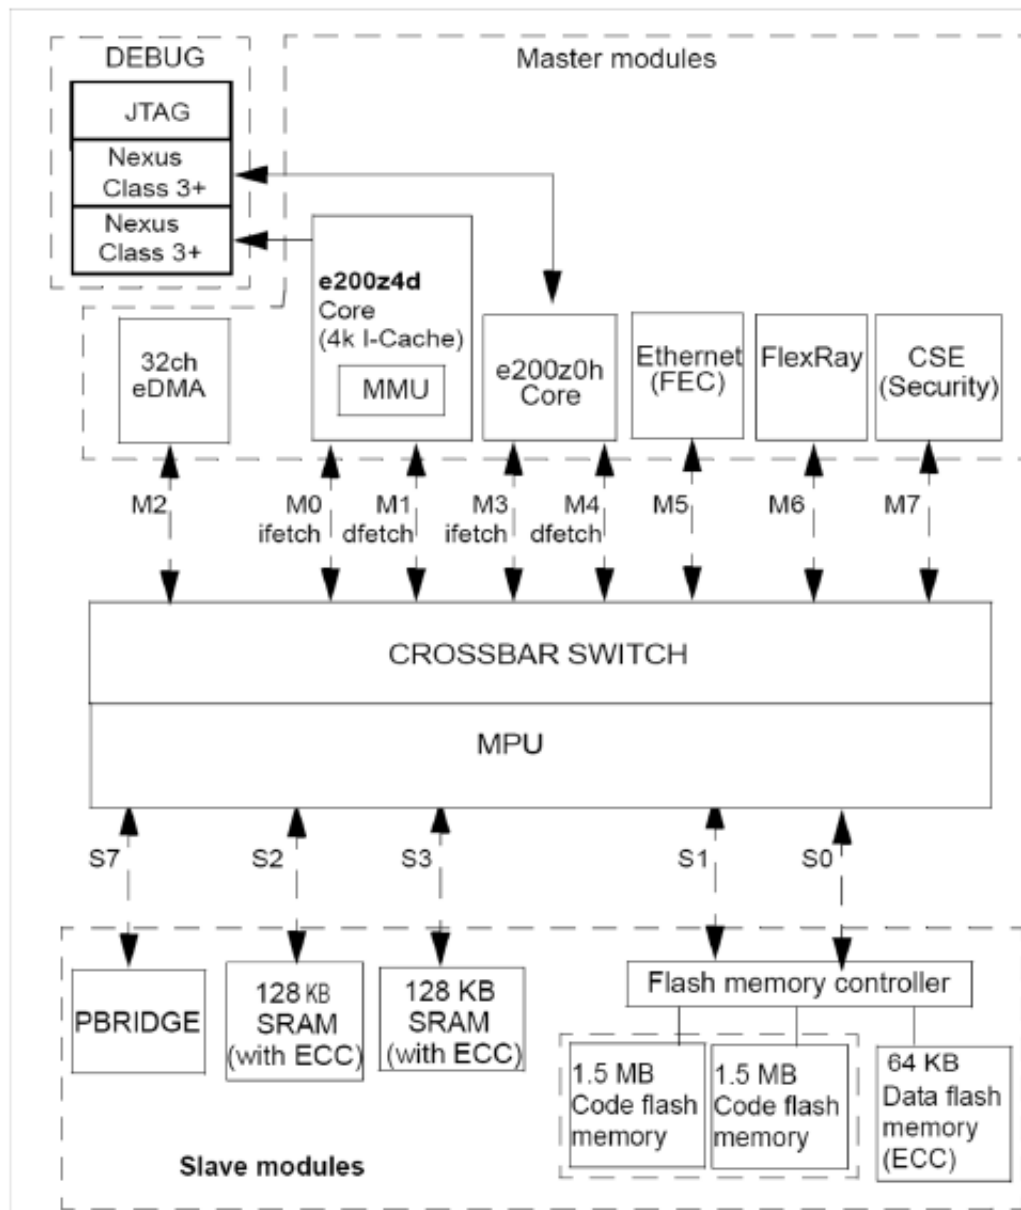 DEBUG
Master modules
JTAG
Nexus
Class 3+
Nexus
Class 3+
e200z4d
Core
(4k I-Cache)
MMU
32ch
eDMA
e200z0h
Core
Ethernet
(FEC)
FlexRay
CSE
(Security)
M2
M0
ifetch
M1
dfetch
M3
ifetch
M4
dfetch
M5
M6
M7
CROSSBAR SWITCH
MPU
S7
S2
S3
S1
S0
PBRIDGE
128 KB
SRAM
(with ECC)
128 KB
SRAM
(with ECC)
Flash memory controller
1.5 MB
Code flash
memory
1.5 MB
Code flash
memory
64 KB
Data flash
memory
(ECC)
Slave modules